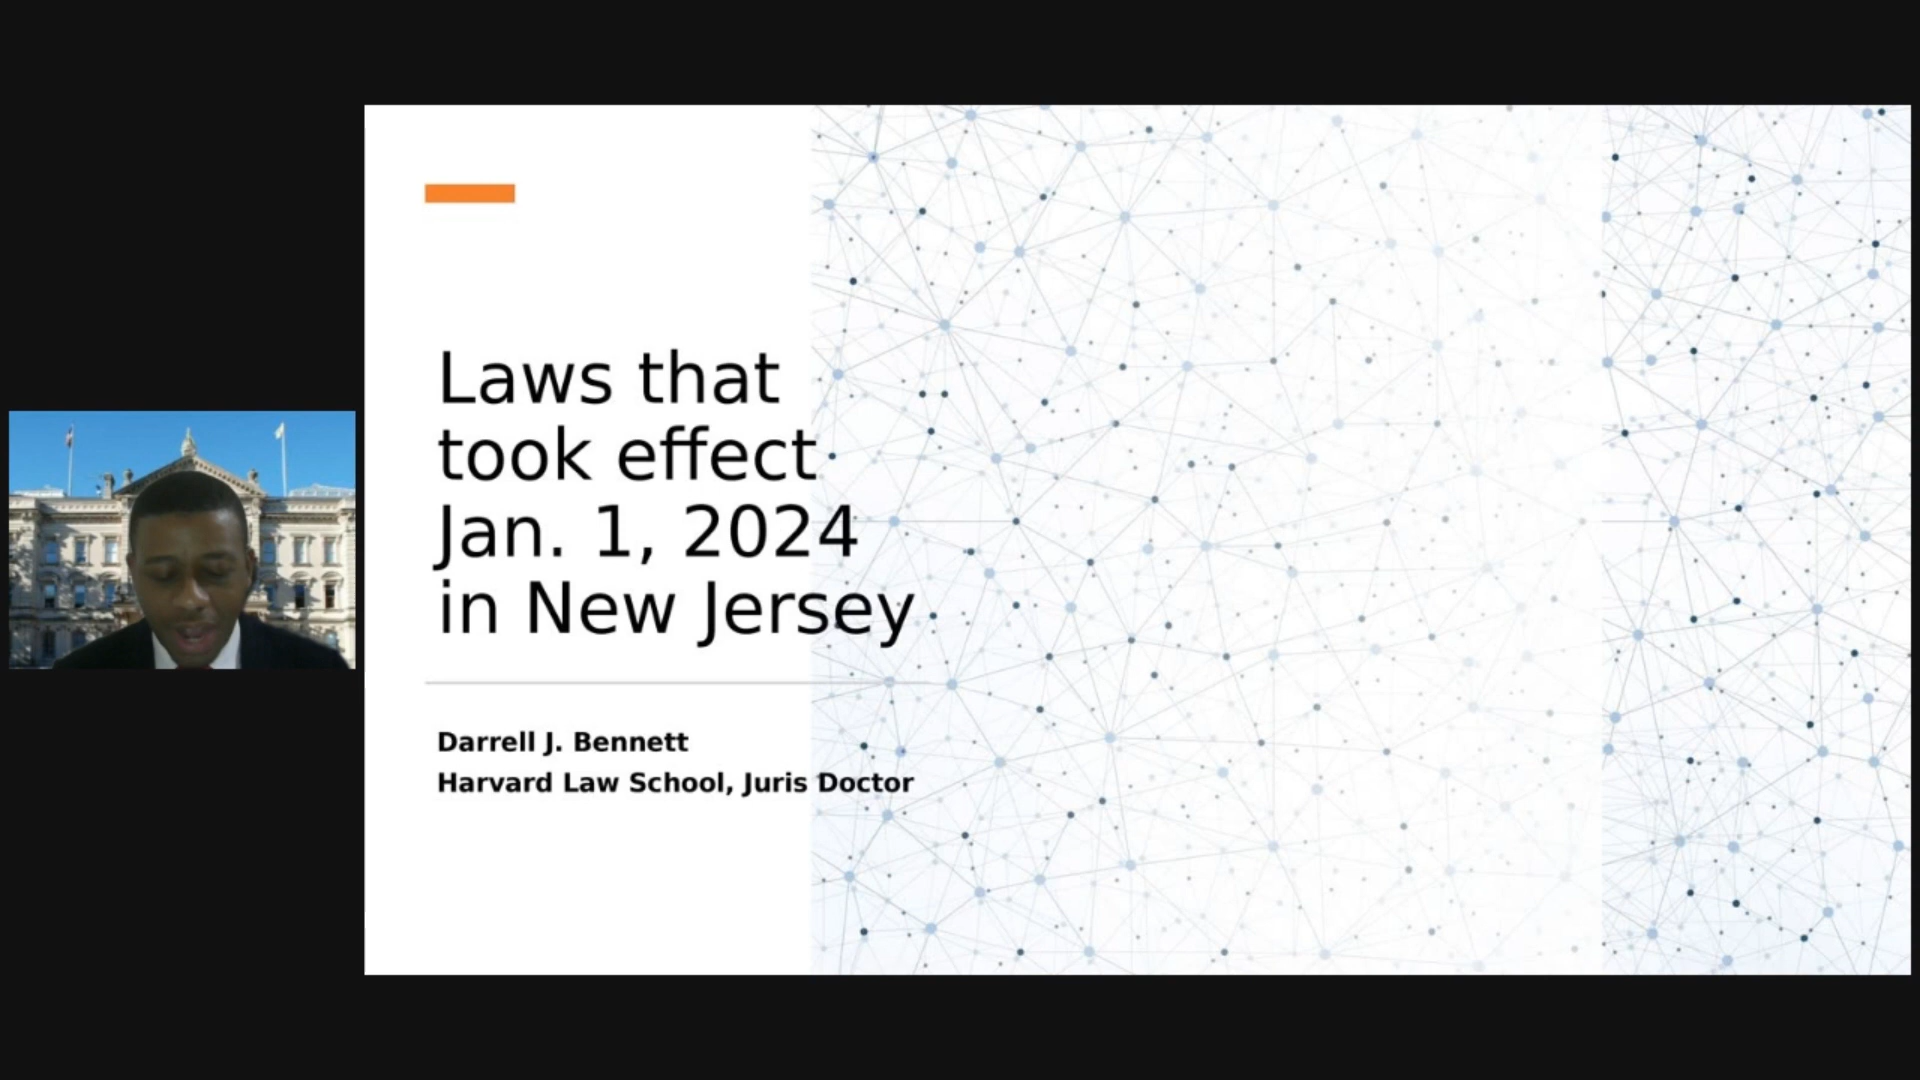 Laws that
took effect
Jan. 1, 2024
in New Jersey
Darrell J. Bennett
Harvard Law School, Juris Doctor